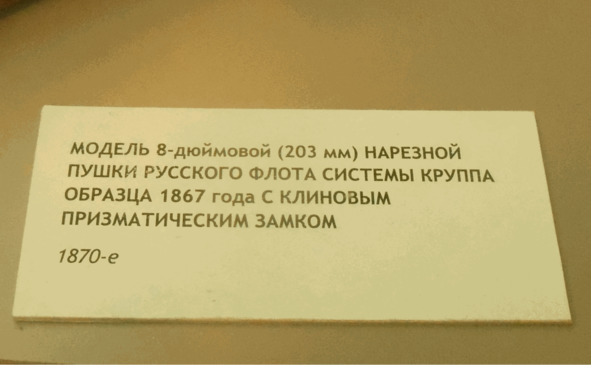 МОДЕЛЬ 8-дюймовой (203 мм) НАРЕЗНОЙ
ПУШКИ РУССКОГО ФЛОТА СИСТЕМЫ КРУППА
ОБРАЗЦА 1867 года С КЛИНОВЫМ
ПРИЗМАТИЧЕСКИМ ЗАМКОМ
1870-е